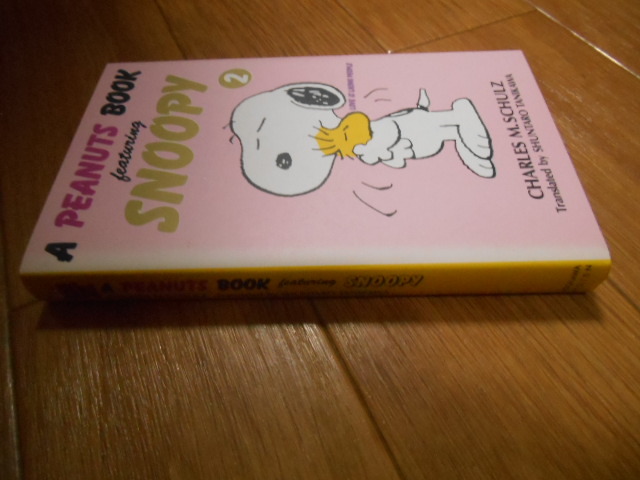 A PEANUTS BOOK
featuring
SNOOPY
2
CHARLES M. SCHULZ
Translated by SHUNTARO TANIKAWA
A PEANUTS BOOK featuring SNOOPY